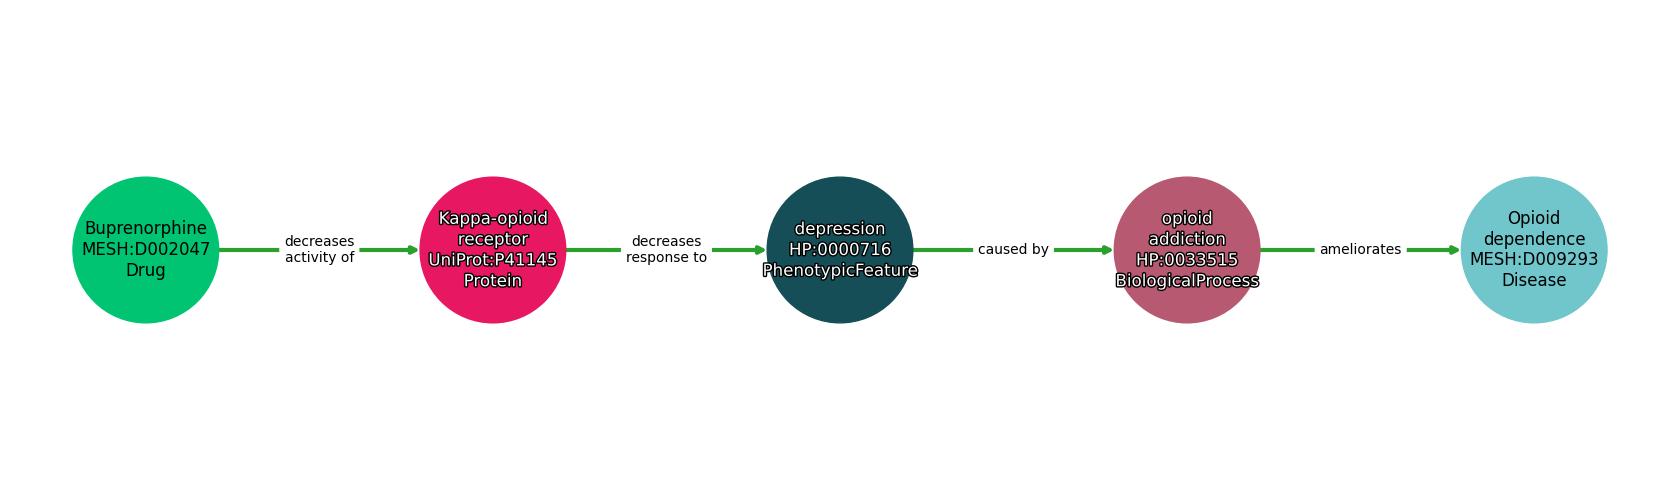 Buprenorphine
MESH:D002047
Drug
decreases
activity of
Kappa-opioid
receptor
UniProt:P41145
Protein
decreases
response to
depression
HP:0000716
PhenotypicFeature
caused by
opioid
addiction
HP:0033515
BiologicalProcess
ameliorates
Opioid
dependence
MESH:D009293
Disease